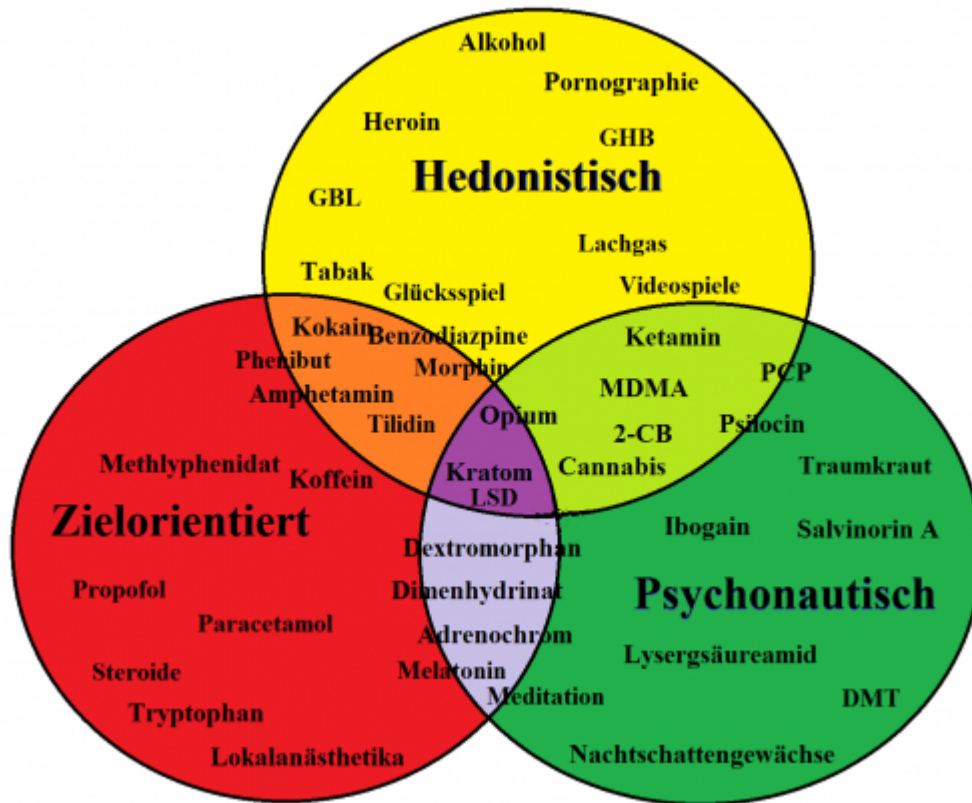 Alkohol
Pornographie
Heroin
GHB
Hedonistisch
GBL
Lachgas
Tabak
Videospiele
Glücksspiel
Kokain
Benzodiazpine
Ketamin
Phenibut
Morphin
PCP
Amphetamin
MDMA
Opium
Tilidin
Psilocin
2-CB
Methlyphenidat
Cannabis
Traumkraut
Koffein
Kratom
LSD
Zielorientiert
Ibogain
Salvinorin A
Dextromorphan
Propofol
Dimenhydrinat
Psychonautisch
Paracetamol
Adrenochrom
Lysergsäureamid
Steroide
Melatonin
Meditation
DMT
Tryptophan
Lokalanästhetika
Nachtschattengewächse